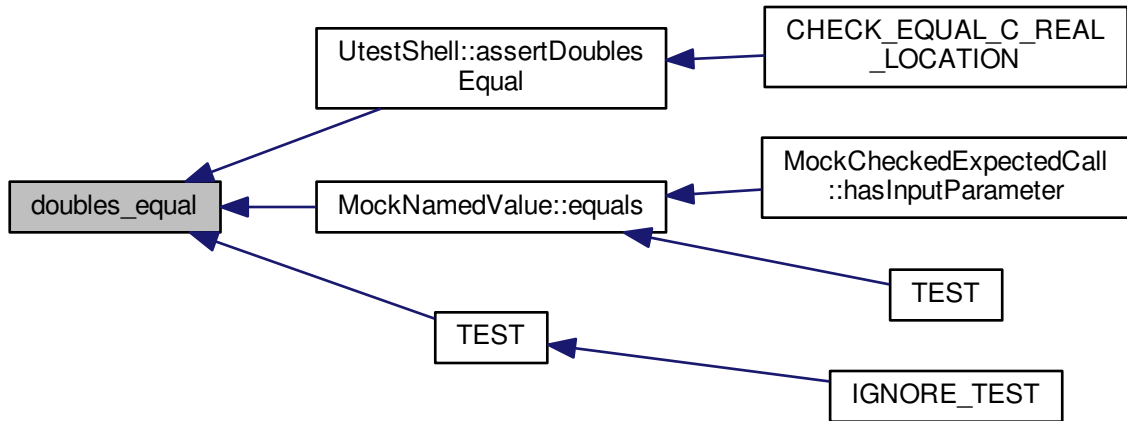 CHECK_EQUAL_C_REAL
_LOCATION
UtestShell::assertDoubles
Equal
MockCheckedExpectedCall
::hasInputParameter
doubles_equal
MockNamedValue::equals
TEST
TEST
IGNORE_TEST